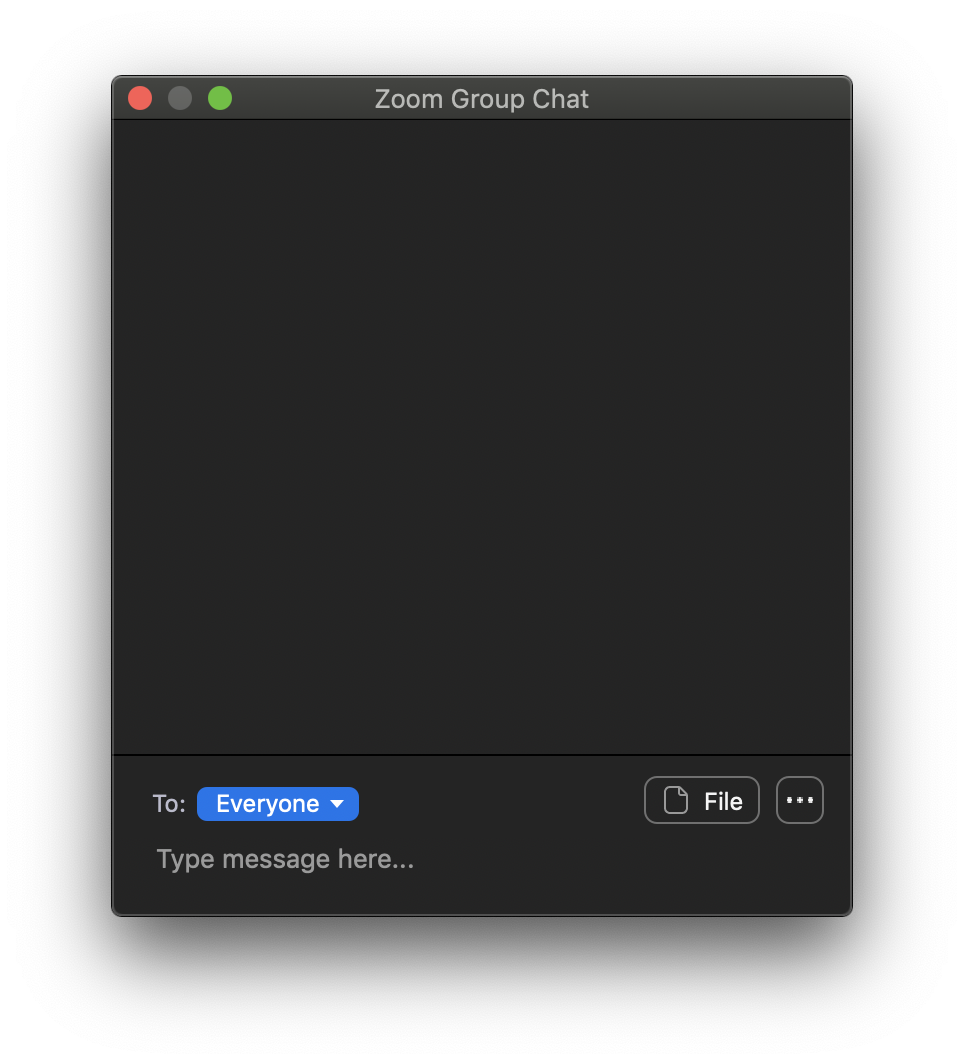 Zoom Group Chat
To: Everyone
File
Type message here...